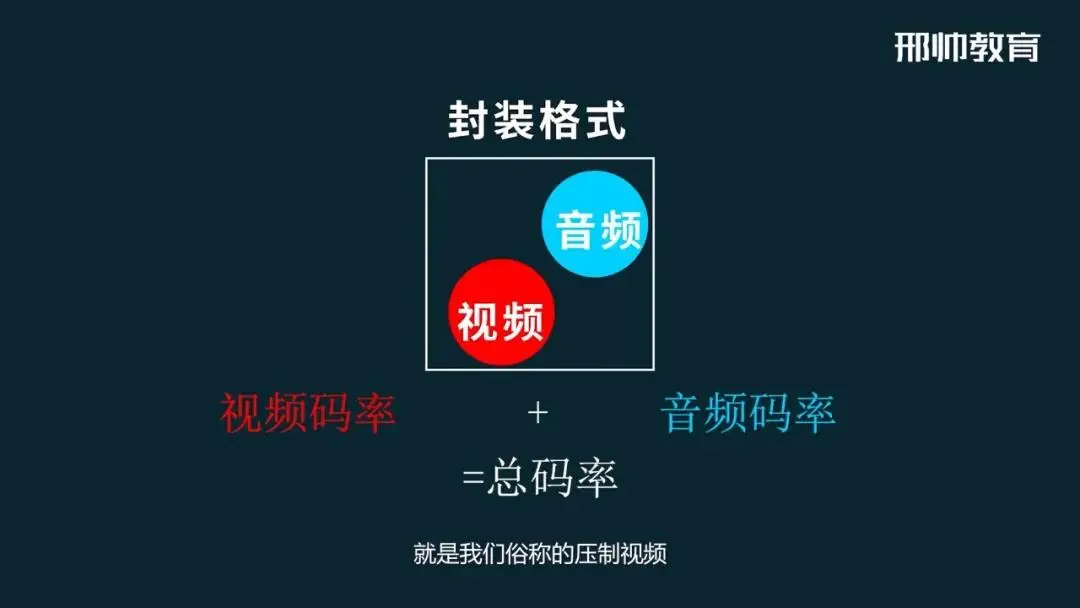 邢帅教育
封装格式
音频
视频
视频码率 + 音频码率
=总码率
就是我们俗称的压制视频